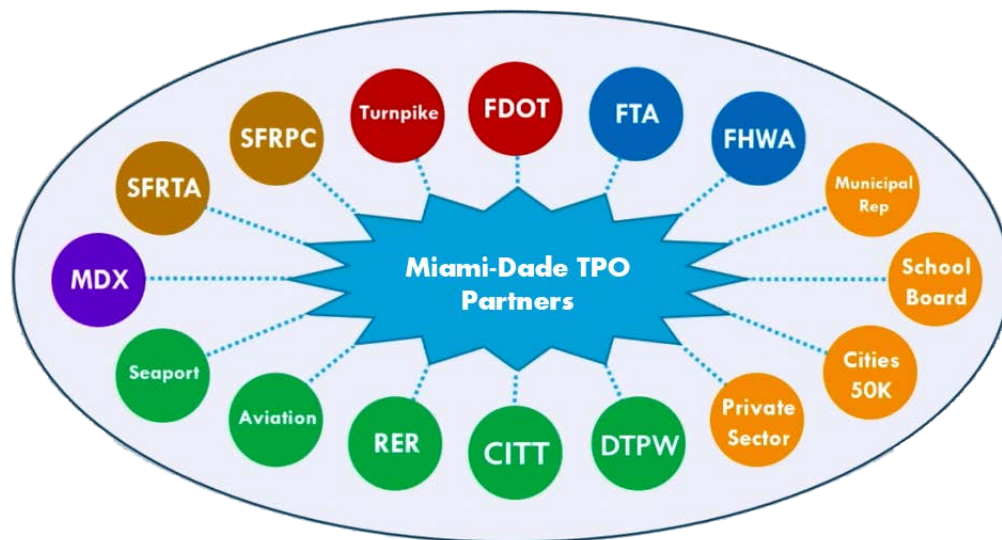 Turnpike
FDOT
FTA
FHWA
SFRPC
SFRTA
Municipal
Rep
MDX
Miami-Dade TPO
Partners
School
Board
Seaport
Cities
50K
Aviation
RER
CITT
DTPW
Private
Sector